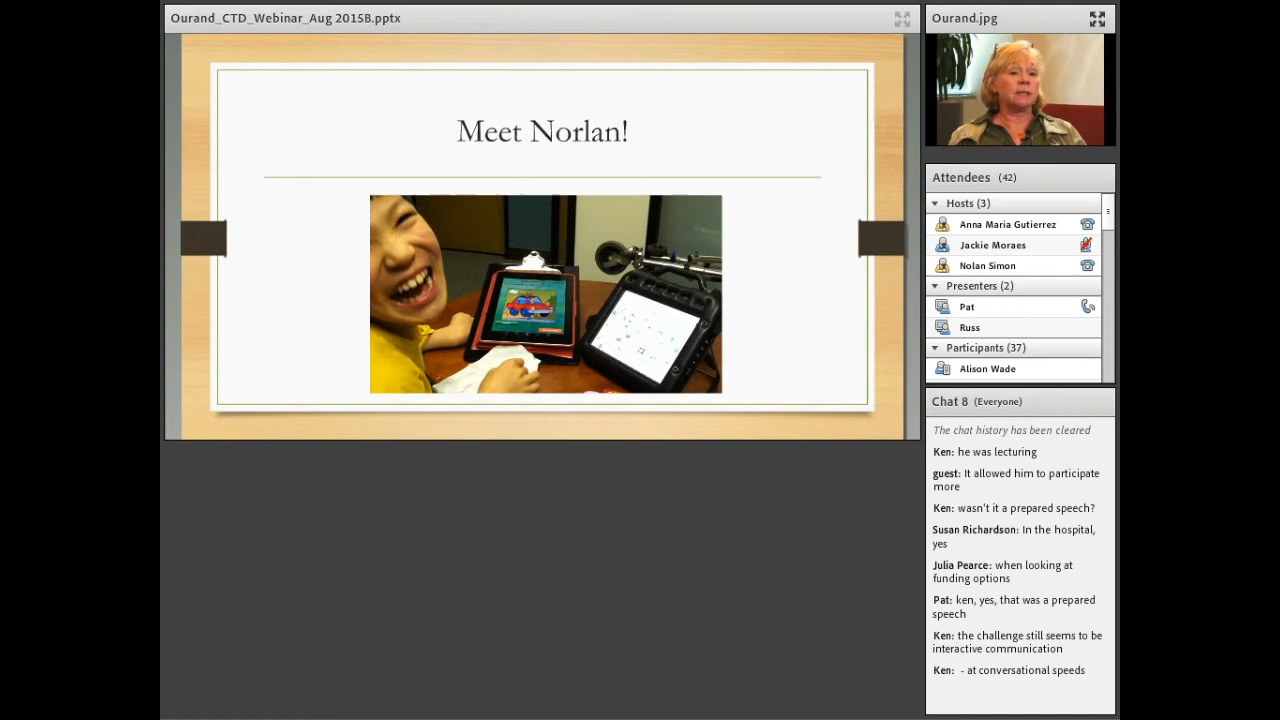 Ourand_CTD_Webinar_Aug 2015B.pptx
Meet Norlan!
Ourand.jpg
Attendees (42)
Hosts (3)
Anna Maria Gutierrez
Jackie Moraes
Nolan Simon
Presenters (2)
Pat
Russ
Participants (37)
Alison Wade
Chat 8 (Everyone)
The chat history has been cleared
Ken: he was lecturing
guest: It allowed him to participate
more
Ken: wasn't it a prepared speech?
Susan Richardson: In the hospital,
yes
Julia Pearce: when looking at
funding options
Pat: ken, yes, that was a prepared
speech
Ken: the challenge still seems to be
interactive communication
Ken: - at conversational speeds